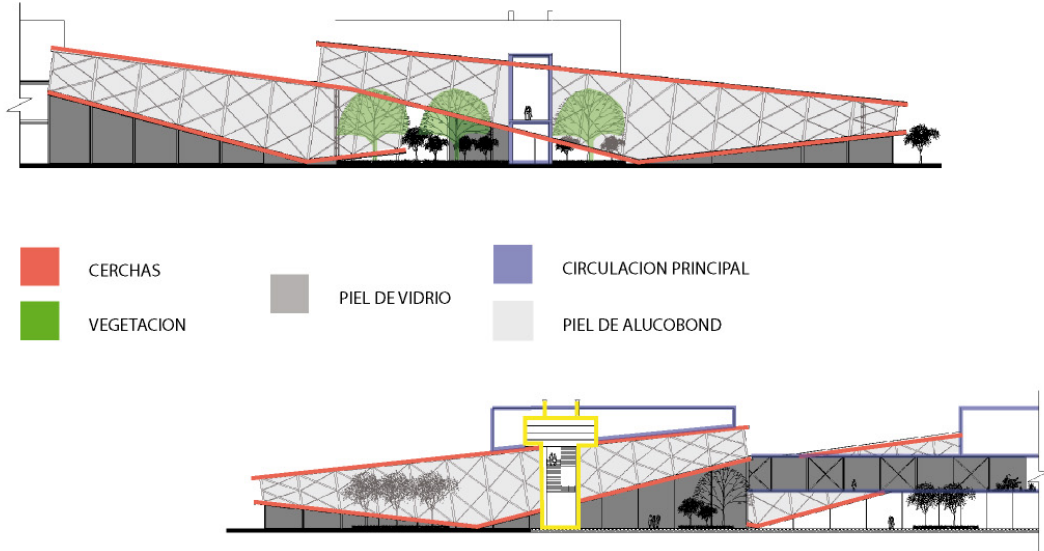 CERCHAS
VEGETACION
PIEL DE VIDRIO
CIRCULACION PRINCIPAL
PIEL DE ALUCOBOND